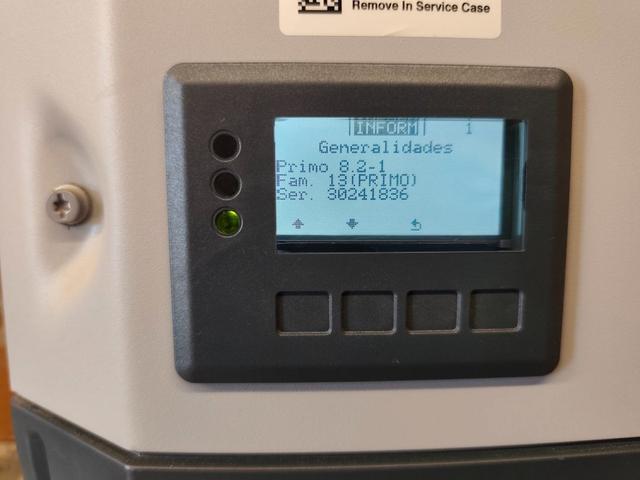 Remove In Service Case
INFORM 1
Generalidades
Primo 8.2-1
Fam. 13(PRIMO)
Ser. 30241836